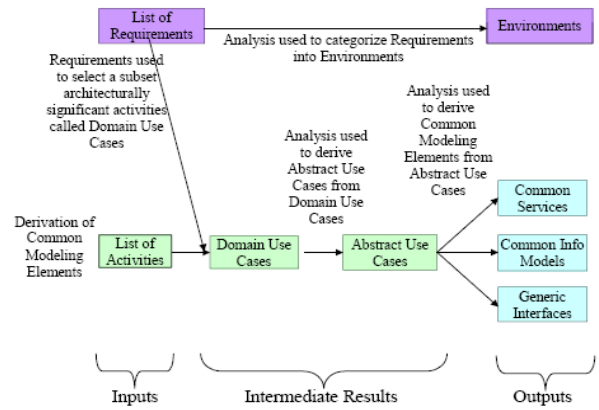 List of
Requirements
Environments
Analysis used to categorize Requirements
into Environments
Requirements used
to select a subset
architecturally
significant activities
called Domain Use
Cases
Analysis used
to derive
Abstract Use
Cases from
Domain Use
Cases
Analysis used
to derive
Common
Modeling
Elements from
Abstract Use
Cases
Derivation of
Common
Modeling
Elements
List of
Activities
Domain Use
Cases
Abstract Use
Cases
Common
Services
Common Info
Models
Generic
Interfaces
Inputs
Intermediate Results
Outputs